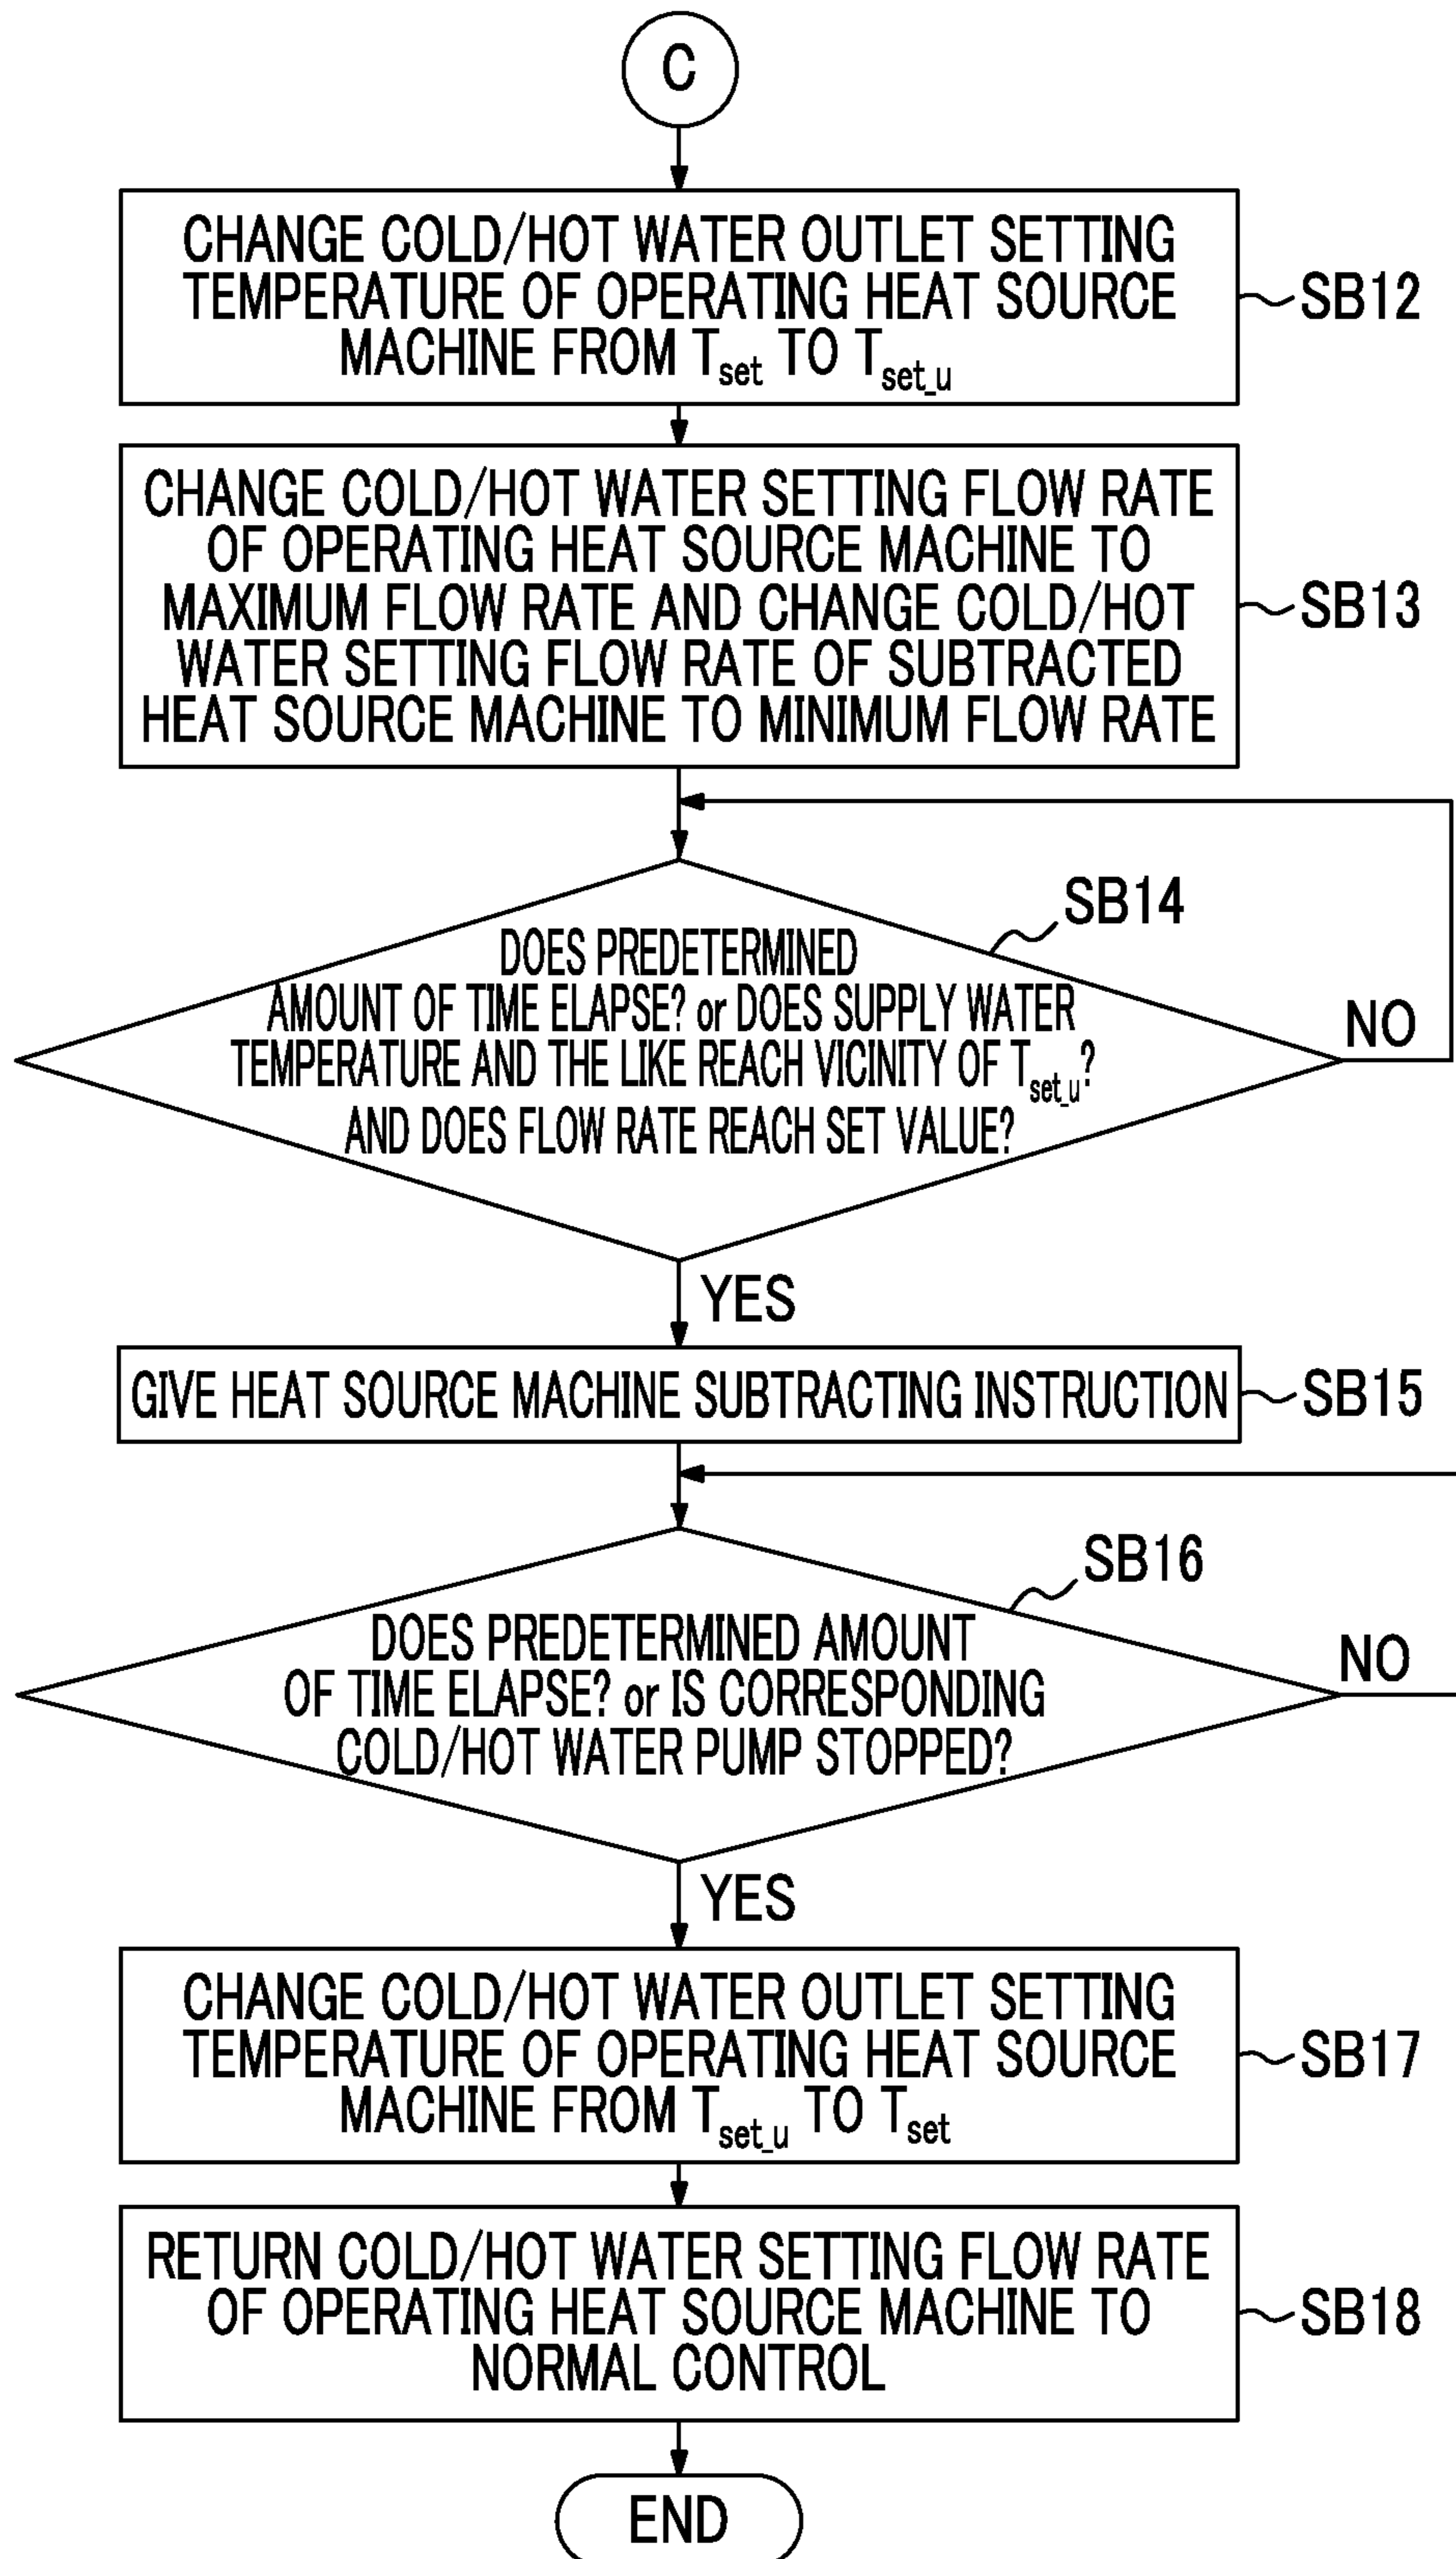 C
CHANGE COLD/HOT WATER OUTLET SETTING
TEMPERATURE OF OPERATING HEAT SOURCE
MACHINE FROM Tset TO Tset_u
SB12
CHANGE COLD/HOT WATER SETTING FLOW RATE
OF OPERATING HEAT SOURCE MACHINE TO
MAXIMUM FLOW RATE AND CHANGE COLD/HOT
WATER SETTING FLOW RATE OF SUBTRACTED
HEAT SOURCE MACHINE TO MINIMUM FLOW RATE
SB13
SB14
DOES PREDETERMINED
AMOUNT OF TIME ELAPSE? or DOES SUPPLY WATER
TEMPERATURE AND THE LIKE REACH VICINITY OF Tset_u?
AND DOES FLOW RATE REACH SET VALUE?
NO
YES
GIVE HEAT SOURCE MACHINE SUBTRACTING INSTRUCTION
SB15
SB16
DOES PREDETERMINED AMOUNT
OF TIME ELAPSE? or IS CORRESPONDING
COLD/HOT WATER PUMP STOPPED?
NO
YES
CHANGE COLD/HOT WATER OUTLET SETTING
TEMPERATURE OF OPERATING HEAT SOURCE
MACHINE FROM Tset_u TO Tset
SB17
RETURN COLD/HOT WATER SETTING FLOW RATE
OF OPERATING HEAT SOURCE MACHINE TO
NORMAL CONTROL
SB18
END